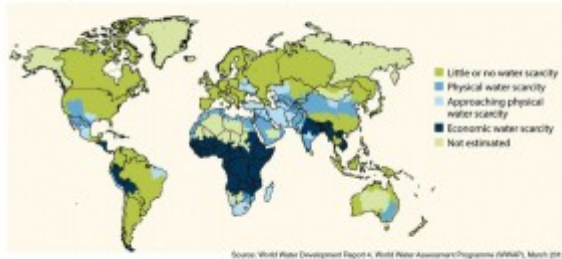 Little or no water scarcity
Physical water scarcity
Approaching physical
water scarcity
Economic water scarcity
Not estimated
Source: World Water Development Report 4, World Water Assessment Programme (WWAP), March